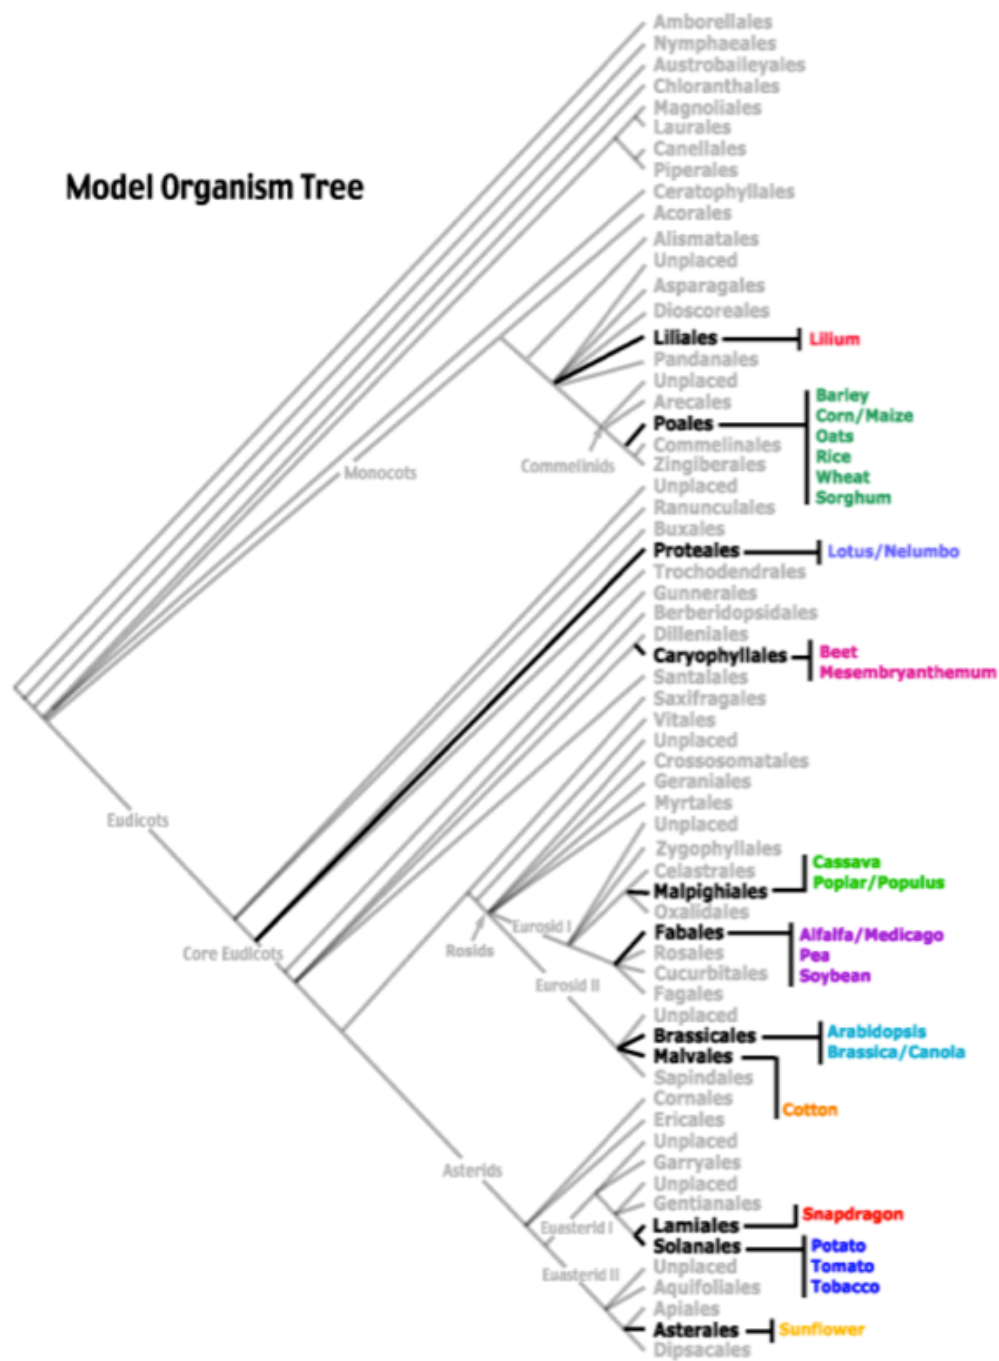 Model Organism Tree
Amborellales
Nymphaeales
Austrobaileyales
Chloranthales
Magnoliales
Laurales
Canellales
Piperales
Ceratophyllales
Acorales
Alismatales
Unplaced
Asparagales
Dioscoreales
Liliales
Lilium
Pandanales
Unplaced
Arecales
Poales
Barley
Corn/Maize
Oats
Rice
Wheat
Sorghum
Commelinales
Zingiberales
Commelinids
Monocots
Unplaced
Ranunculales
Buxales
Proteales
Lotus/Nelumbo
Trochodendrales
Gunnerales
Berberidopsidales
Dilleniales
Caryophyllales
Beet
Mesembryanthemum
Santalales
Saxifragales
Vitales
Unplaced
Crossosomatales
Geraniales
Myrtales
Unplaced
Zygophyllales
Celastrales
Malpighiales
Cassava
Poplar/Populus
Oxalidales
Fabales
Alfalfa/Medicago
Pea
Soybean
Rosales
Cucurbitales
Fagales
Unplaced
Brassicales
Arabidopsis
Brassica/Canola
Malvales
Cotton
Sapindales
Eudicots
Core Eudicots
Rosids
Eurosid I
Eurosid II
Cornales
Ericales
Unplaced
Garryales
Unplaced
Gentianales
Lamiales
Snapdragon
Solanales
Potato
Tomato
Tobacco
Unplaced
Aquifoliales
Apiales
Asterales
Sunflower
Dipsacales
Asterids
Euasterid I
Euasterid II